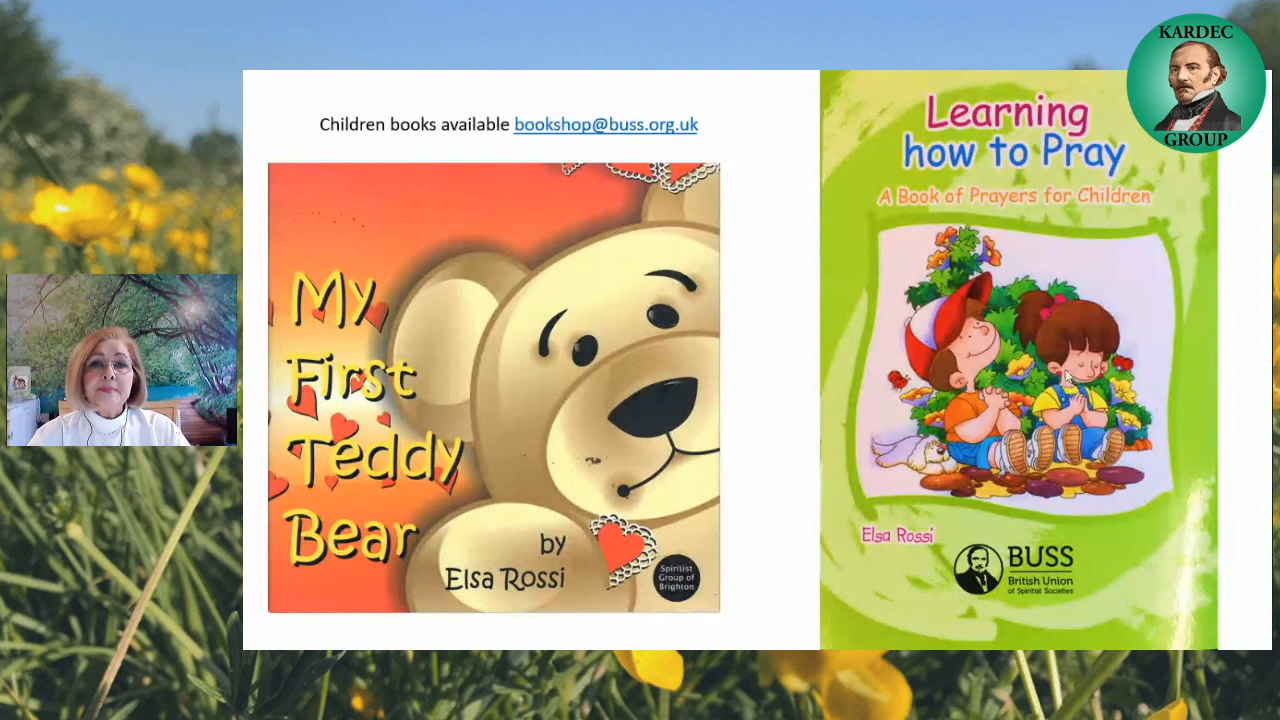 Children books available bookshop@buss.org.uk
My
First
Teddy
Bear
by
Elsa Rossi
Spiritist
Group of
Brighton
Learning
how to Pray
A Book of Prayers for Children
Elsa Rossi
BUSS
British Union
of Spiritist Societies
KARDEC
GROUP